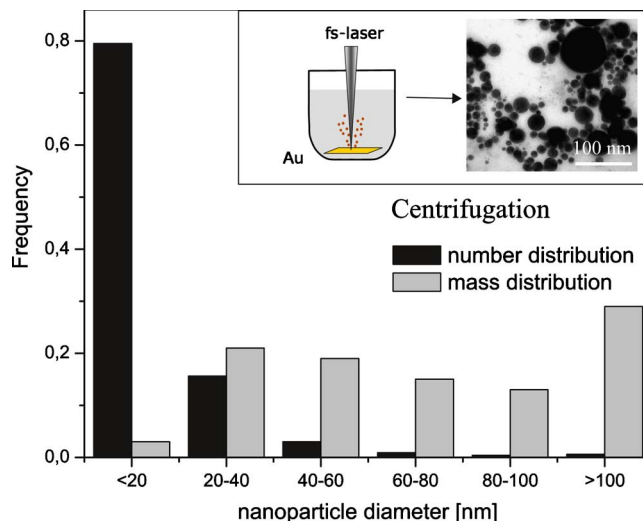 fs-laser
Au
100 nm
Centrifugation
number distribution
mass distribution
Frequency
0,8
0,6
0,4
0,2
0,0
<20 20-40 40-60 60-80 80-100 >100
nanoparticle diameter [nm]